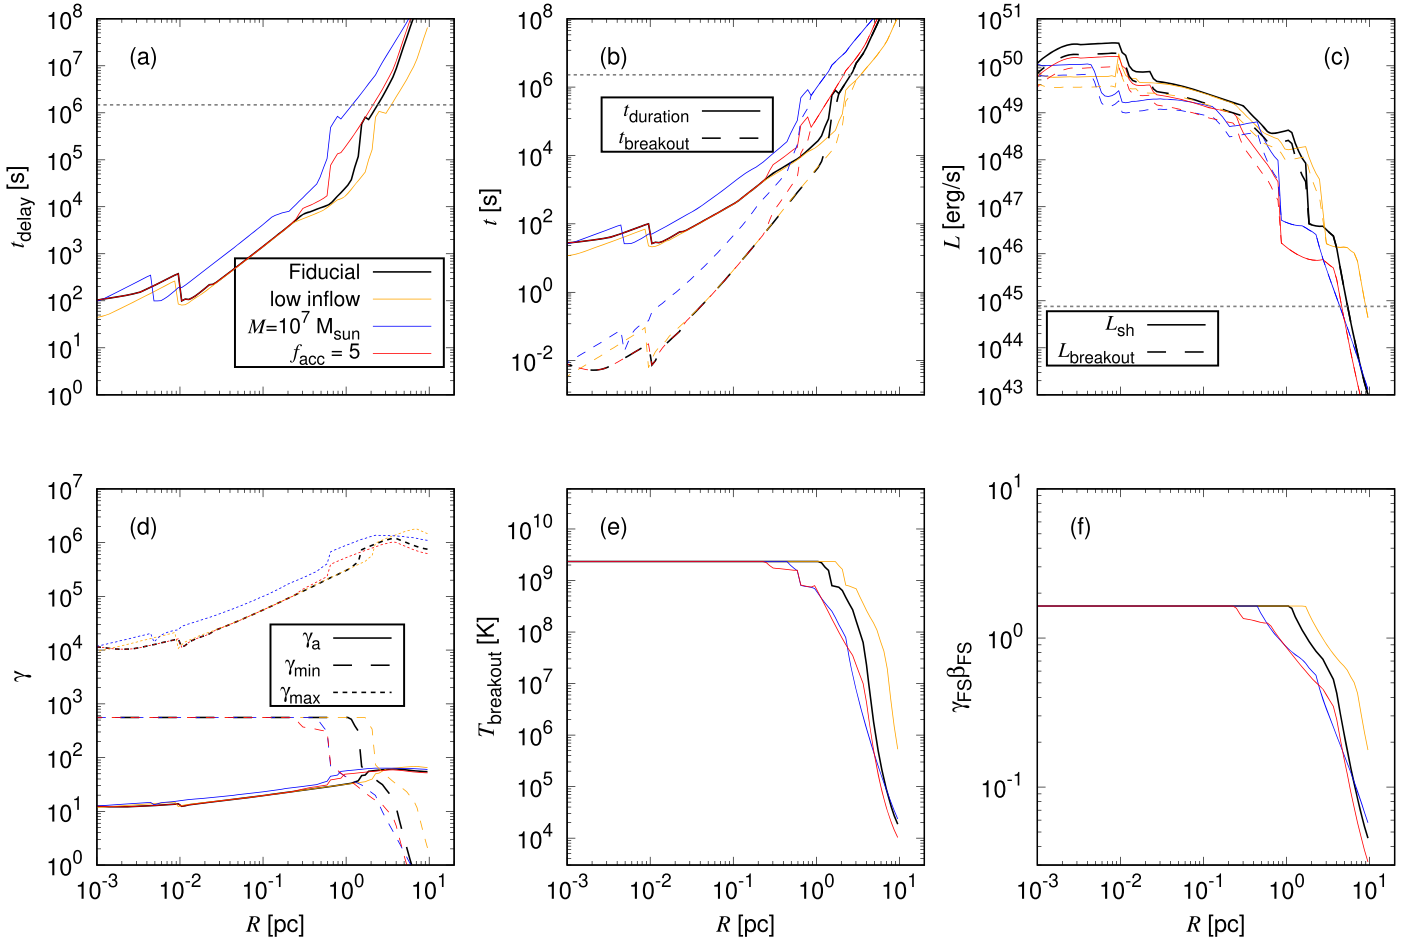 (a)
t_delay [s]
10^8
10^7
10^6
10^5
10^4
10^3
10^2
10^1
10^0
Fiducial
low inflow
M=10^7 M_sun
f_acc = 5
(b)
t [s]
10^8
10^6
10^4
10^2
10^0
10^-2
t_duration
t_breakout
(c)
L [erg/s]
10^51
10^50
10^49
10^48
10^47
10^46
10^45
10^44
10^43
L_sh
L_breakout
(d)
γ
10^7
10^6
10^5
10^4
10^3
10^2
10^1
10^0
γ_a
γ_min
γ_max
10^-3 10^-2 10^-1 10^0 10^1
R [pc]
(e)
T_breakout [K]
10^10
10^9
10^8
10^7
10^6
10^5
10^4
10^-3 10^-2 10^-1 10^0 10^1
R [pc]
(f)
γ_FSβ_FS
10^1
10^0
10^-1
10^-3 10^-2 10^-1 10^0 10^1
R [pc]